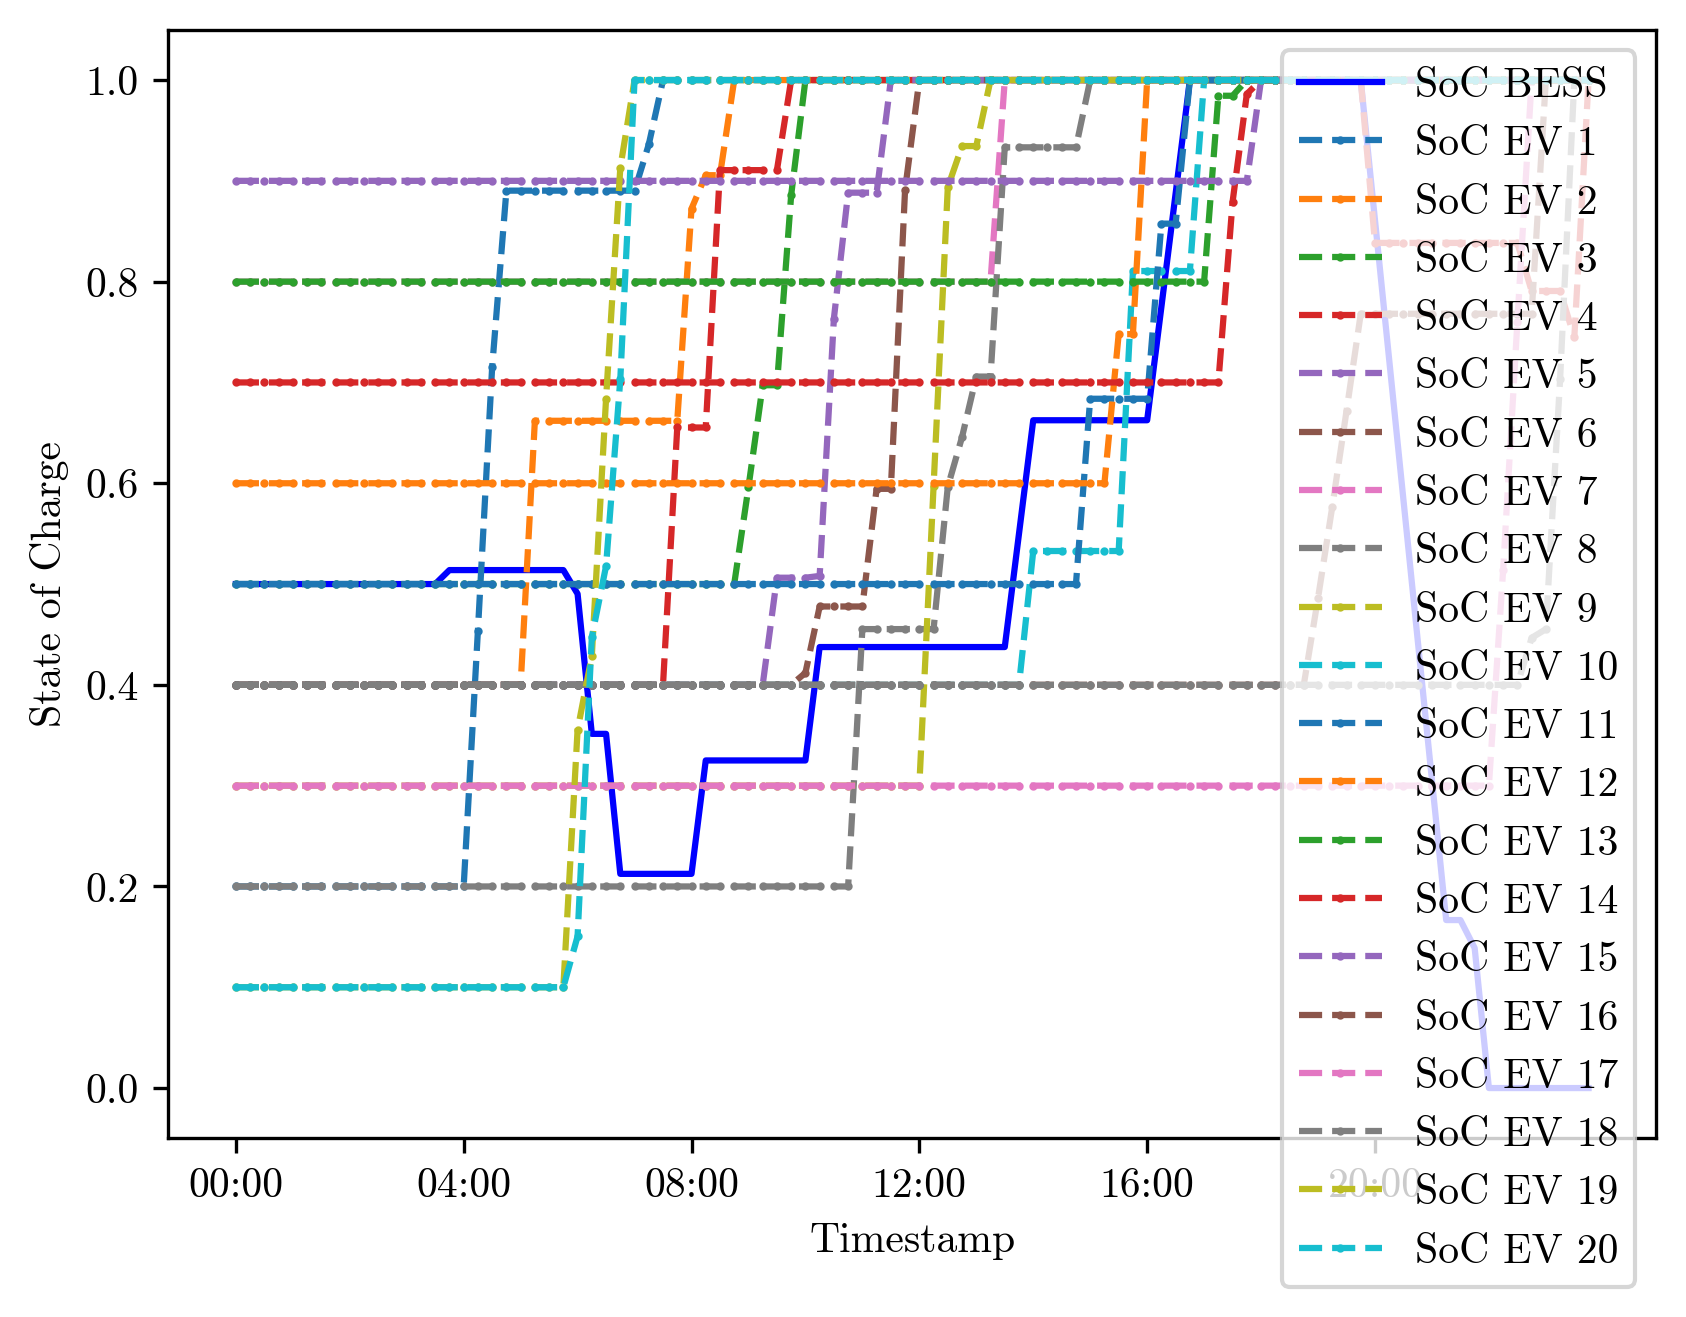 1.0
0.8
0.6
0.4
0.2
0.0
State of Charge
00:00
04:00
08:00
12:00
16:00
20:00
Timestamp
SoC BESS
SoC EV 1
SoC EV 2
SoC EV 3
SoC EV 4
SoC EV 5
SoC EV 6
SoC EV 7
SoC EV 8
SoC EV 9
SoC EV 10
SoC EV 11
SoC EV 12
SoC EV 13
SoC EV 14
SoC EV 15
SoC EV 16
SoC EV 17
SoC EV 18
SoC EV 19
SoC EV 20